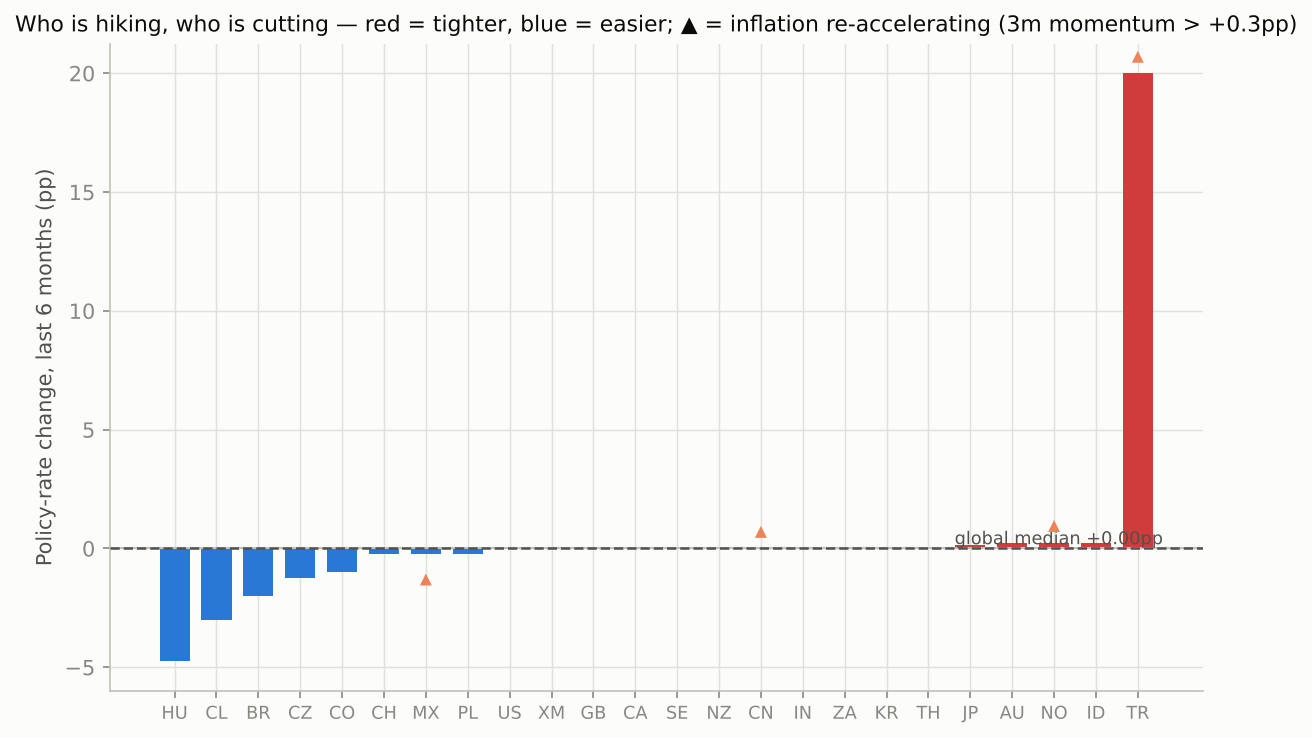 Who is hiking, who is cutting — red = tighter, blue = easier; ▲ = inflation re-accelerating (3m momentum > +0.3pp)
Policy-rate change, last 6 months (pp)
20
15
10
5
0
−5
global median +0.00pp
HU CL BR CZ CO CH MX PL US XM GB CA SE NZ CN IN ZA KR TH JP AU NO ID TR